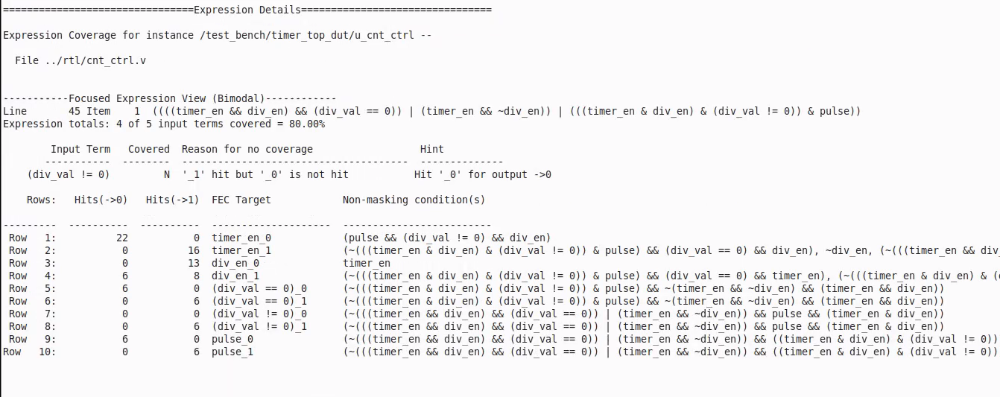 ================================Expression Details================================
Expression Coverage for instance /test_bench/timer_top_dut/u_cnt_ctrl --
File ../rtl/cnt_ctrl.v
-----------Focused Expression View (Bimodal)------------
Line       45 Item    1  ((((timer_en && div_en) && (div_val == 0)) | (timer_en && ~div_en)) | (((timer_en & div_en) & (div_val != 0)) & pulse))
Expression totals: 4 of 5 input terms covered = 80.00%
        Input Term   Covered  Reason for no coverage                  Hint
       -----------  --------  --------------------------------------  --------------
    (div_val != 0)         N  '_1' hit but '_0' is not hit           Hit '_0' for output ->0
    Rows:   Hits(->0)   Hits(->1)  FEC Target            Non-masking condition(s)
---------  ----------  ----------  --------------------  -------------------------
 Row   1:          22           0  timer_en_0            (pulse && (div_val != 0) && div_en)
 Row   2:           0          16  timer_en_1            (~(((timer_en & div_en) & (div_val != 0)) & pulse) && (div_val == 0) && div_en), ~div_en, (~(((timer_en && div_
 Row   3:           0          13  div_en_0              timer_en
 Row   4:           6           8  div_en_1              (~(((timer_en & div_en) & (div_val != 0)) & pulse) && (div_val == 0) && timer_en), (~(((timer_en & div_en) & (
 Row   5:           6           0  (div_val == 0)_0      (~(((timer_en & div_en) & (div_val != 0)) & pulse) && ~(timer_en && ~div_en) && (timer_en && div_en))
 Row   6:           0           6  (div_val == 0)_1      (~(((timer_en & div_en) & (div_val != 0)) & pulse) && ~(timer_en && ~div_en) && (timer_en && div_en))
 Row   7:           0           0  (div_val != 0)_0      (~(((timer_en && div_en) && (div_val == 0)) | (timer_en && ~div_en)) && pulse && (timer_en & div_en))
 Row   8:           0           6  (div_val != 0)_1      (~(((timer_en && div_en) && (div_val == 0)) | (timer_en && ~div_en)) && pulse && (timer_en & div_en))
 Row   9:           6           0  pulse_0               (~(((timer_en && div_en) && (div_val == 0)) | (timer_en && ~div_en)) && ((timer_en & div_en) & (div_val != 0))
Row   10:           0           6  pulse_1               (~(((timer_en && div_en) && (div_val == 0)) | (timer_en && ~div_en)) && ((timer_en & div_en) & (div_val != 0))